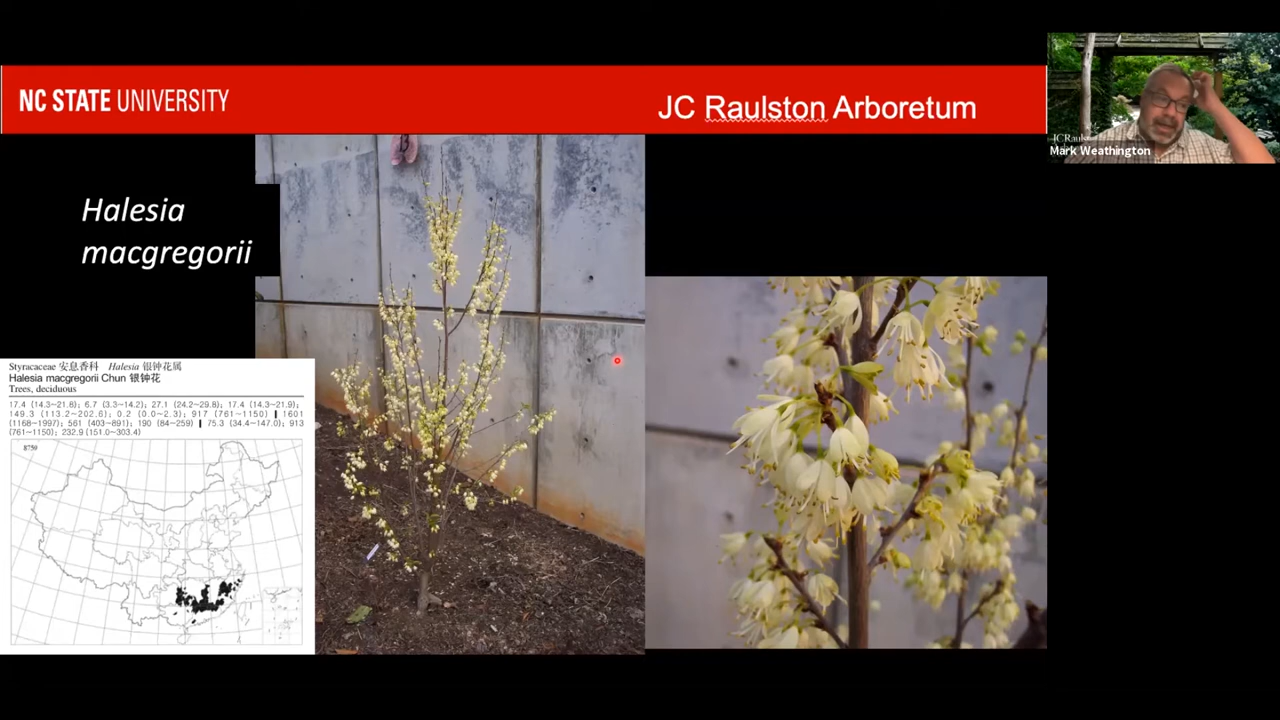 NC STATE UNIVERSITY
JC Raulston Arboretum
JCRaul
Mark Weathington
B
Halesia
macgregorii
Styracaceae 安息香科 Halesia 银钟花属
Halesia macgregorii Chun 银钟花
Trees, deciduous
17.4 (14.3~21.8); 6.7 (3.3~14.2); 27.1 (24.2~29.8); 17.4 (14.3~21.9);
149.3 (113.2~202.6); 0.2 (0.0~2.3); 917 (761~1150) ▎1601
(1168~1997); 561 (403~891); 190 (84~259) ▎75.3 (34.4~147.0); 913
(761~1150); 232.9 (151.0~303.4)
8759